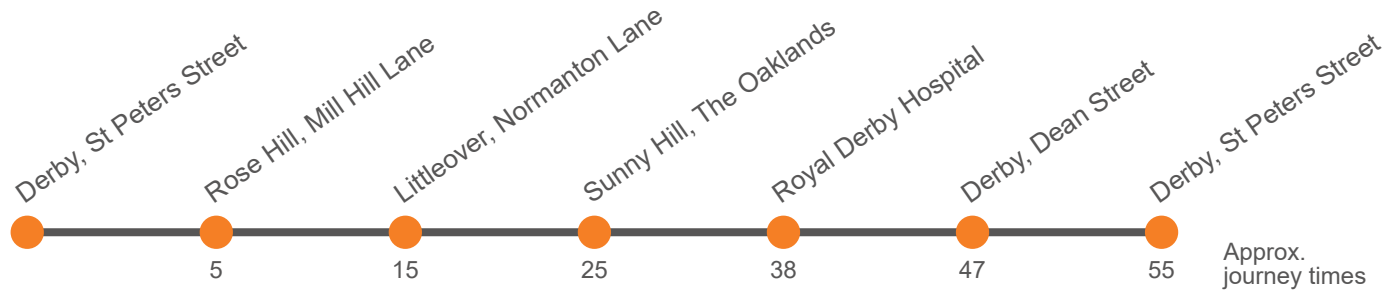 Derby, St Peters Street
Rose Hill, Mill Hill Lane
Littleover, Normanton Lane
Sunny Hill, The Oaklands
Royal Derby Hospital
Derby, Dean Street
Derby, St Peters Street
5
15
25
38
47
55
Approx.
journey times